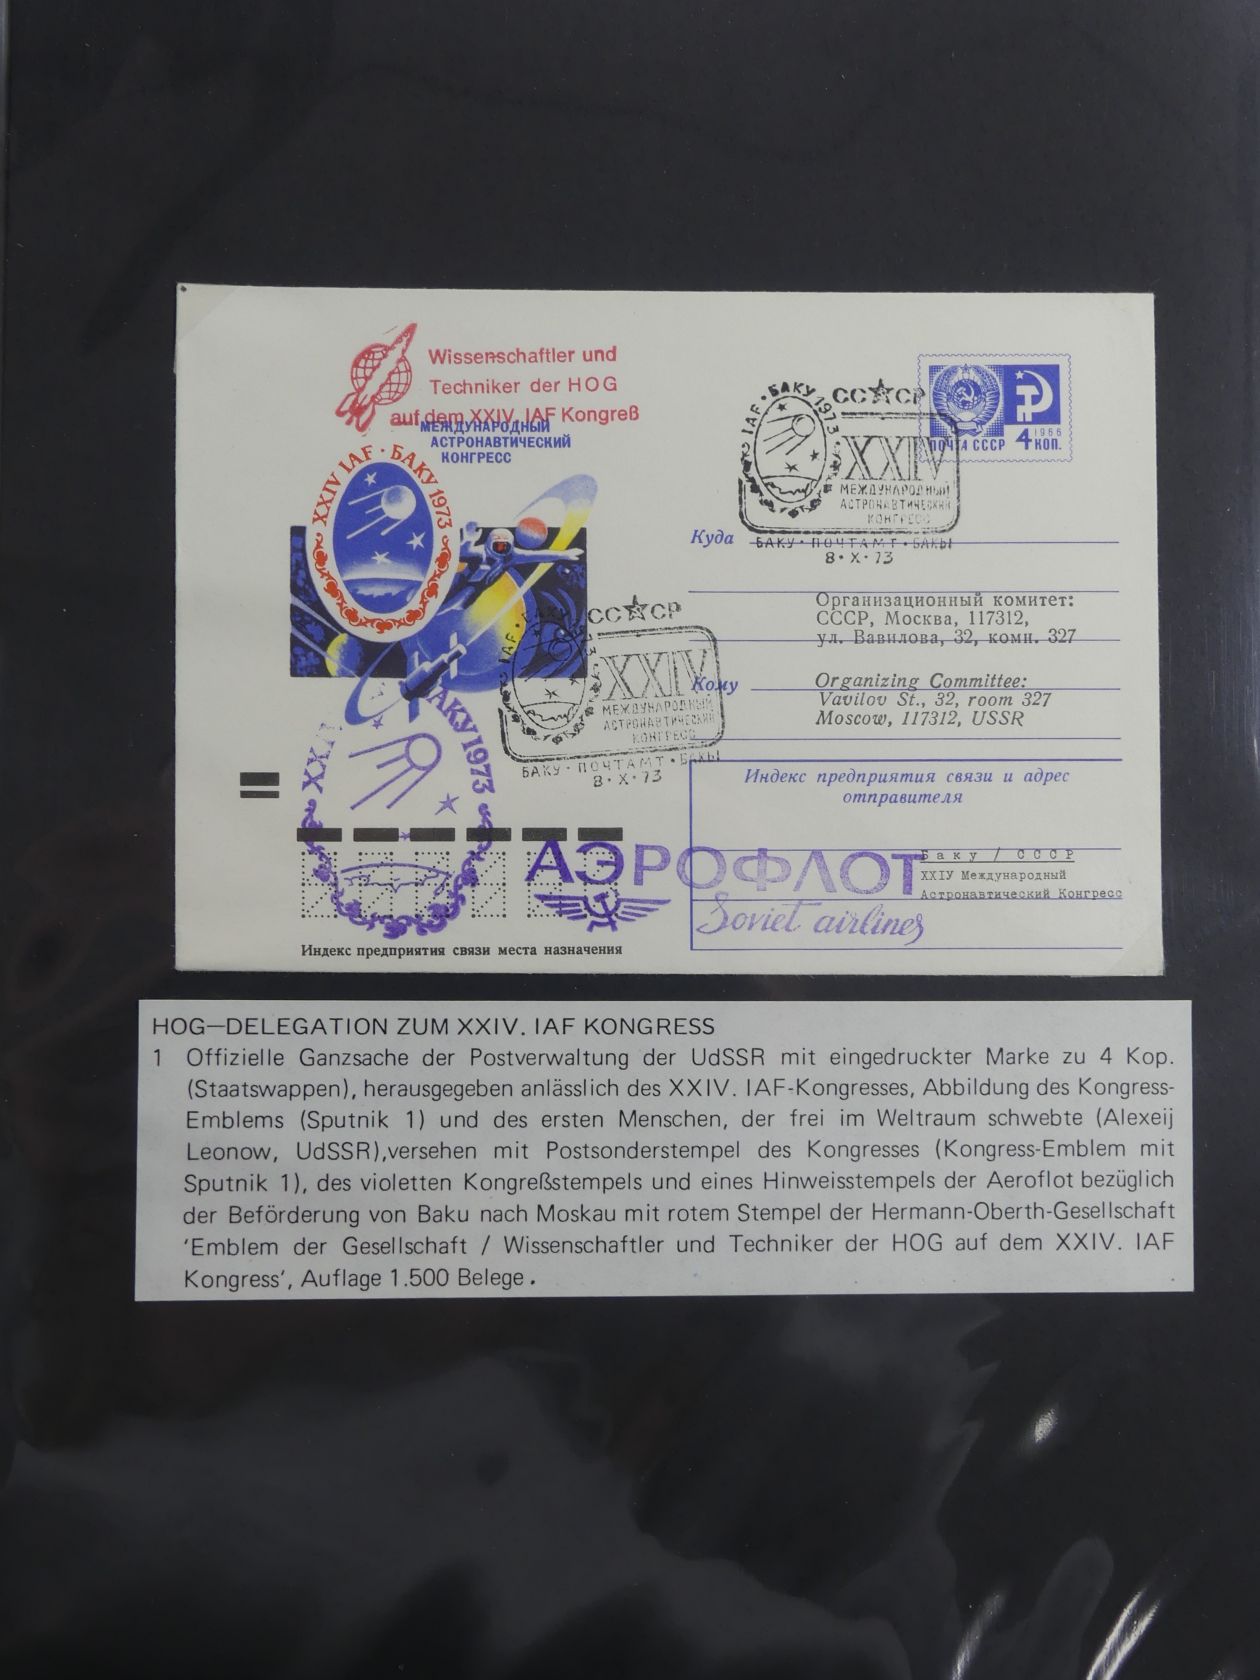 Wissenschaftler und
Techniker der HOG
auf dem XXIV. IAF Kongreß
МЕЖДУНАРОДНЫЙ
АСТРОНАВТИЧЕСКИЙ
КОНГРЕСС
XXIV IAF · БАКУ 1973
IAF · БАКУ 1973
СССР
XXIV
МЕЖДУНАРОДНЫЙ
АСТРОНАВТИЧЕСКИЙ
КОНГРЕСС
БАКУ · ПОЧТАМТ · БАКЫ
8 · X · 73
ПОЧТА СССР
4 1966
КОП.
Куда
Организационный комитет:
СССР, Москва, 117312,
ул. Вавилова, 32, комн. 327
Кому
Organizing Committee:
Vavilov St., 32, room 327
Moscow, 117312, USSR
IAF · БАКУ
СССР
XXIV
МЕЖДУНАРОДНЫЙ
АСТРОНАВТИЧЕСКИЙ
КОНГРЕСС
БАКУ · ПОЧТАМТ · БАКЫ
8 · X · 73
БАКУ 1973
Индекс предприятия связи и адрес
отправителя
АЭРОФЛОТ
Soviet airlines
Баку / СССР
XXIУ Международный
Астронавтический Конгресс
Индекс предприятия связи места назначения
HOG—DELEGATION ZUM XXIV. IAF KONGRESS
1 Offizielle Ganzsache der Postverwaltung der UdSSR mit eingedruckter Marke zu 4 Kop.
(Staatswappen), herausgegeben anlässlich des XXIV. IAF-Kongresses, Abbildung des Kongress-
Emblems (Sputnik 1) und des ersten Menschen, der frei im Weltraum schwebte (Alexeij
Leonow, UdSSR),versehen mit Postsonderstempel des Kongresses (Kongress-Emblem mit
Sputnik 1), des violetten Kongreßstempels und eines Hinweisstempels der Aeroflot bezüglich
der Beförderung von Baku nach Moskau mit rotem Stempel der Hermann-Oberth-Gesellschaft
'Emblem der Gesellschaft / Wissenschaftler und Techniker der HOG auf dem XXIV. IAF
Kongress', Auflage 1.500 Belege.